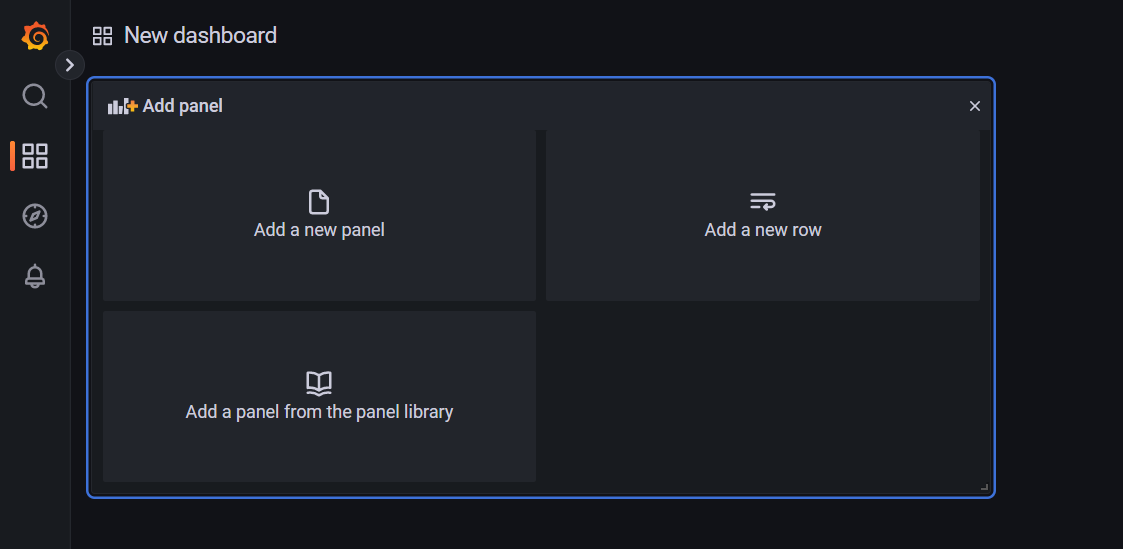 New dashboard
Add panel
Add a new panel
Add a new row
Add a panel from the panel library